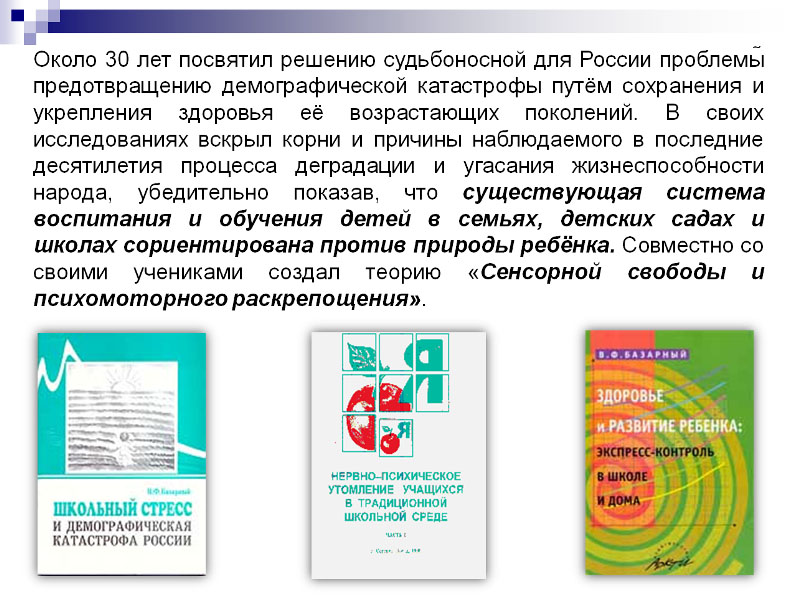 Около 30 лет посвятил решению судьбоносной для России проблемы
предотвращению демографической катастрофы путём сохранения и
укрепления здоровья её возрастающих поколений. В своих
исследованиях вскрыл корни и причины наблюдаемого в последние
десятилетия процесса деградации и угасания жизнеспособности
народа, убедительно показав, что существующая система
воспитания и обучения детей в семьях, детских садах и
школах сориентирована против природы ребёнка. Совместно со
своими учениками создал теорию «Сенсорной свободы и
психомоторного раскрепощения».
В.Ф.Базарный
ШКОЛЬНЫЙ СТРЕСС
И ДЕМОГРАФИЧЕСКАЯ
КАТАСТРОФА РОССИИ
Я
Я
НЕРВНО–ПСИХИЧЕСКОЕ
УТОМЛЕНИЕ УЧАЩИХСЯ
В ТРАДИЦИОННОЙ
ШКОЛЬНОЙ СРЕДЕ
ЧАСТЬ I
В.Ф.БАЗАРНЫЙ
ЗДОРОВЬЕ
И РАЗВИТИЕ РЕБЕНКА:
ЭКСПРЕСС-КОНТРОЛЬ
В ШКОЛЕ
И ДОМА